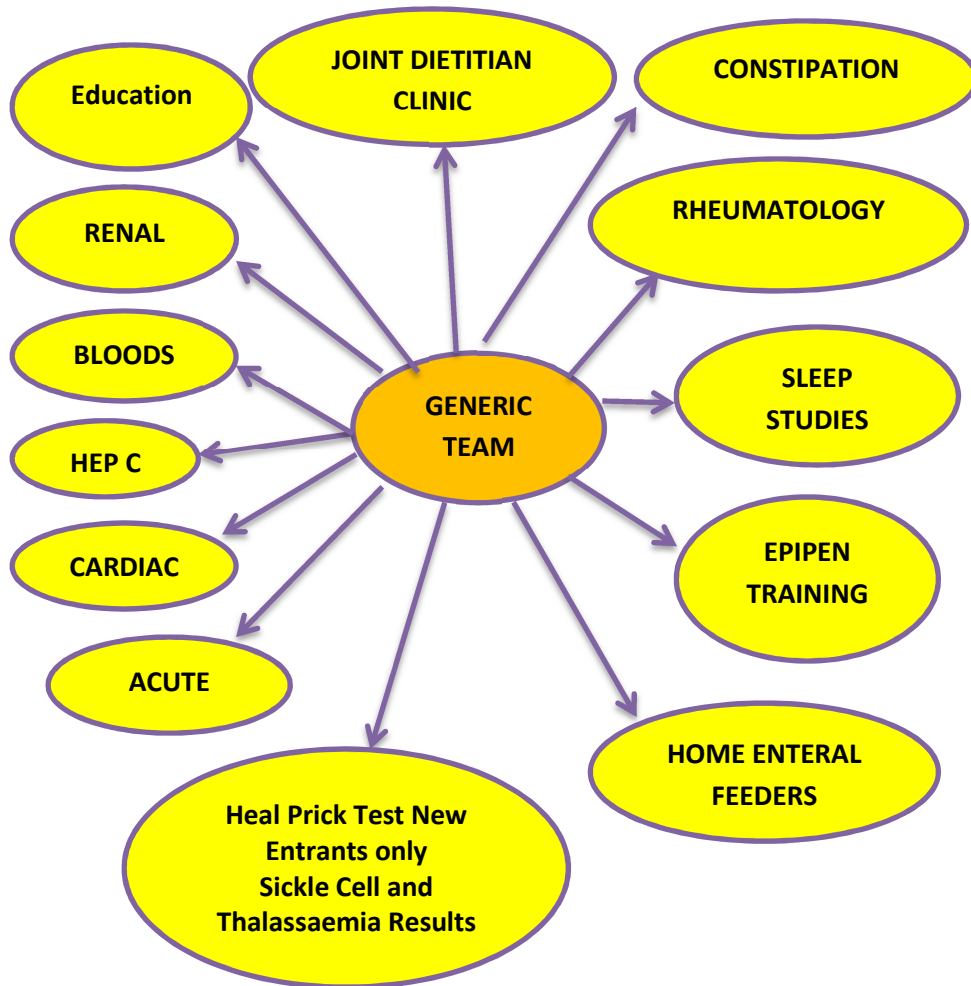 Education
JOINT DIETITIAN
CLINIC
CONSTIPATION
RENAL
RHEUMATOLOGY
BLOODS
SLEEP
STUDIES
GENERIC
TEAM
HEP C
CARDIAC
EPIPEN
TRAINING
ACUTE
HOME ENTERAL
FEEDERS
Heal Prick Test New
Entrants only
Sickle Cell and
Thalassaemia Results